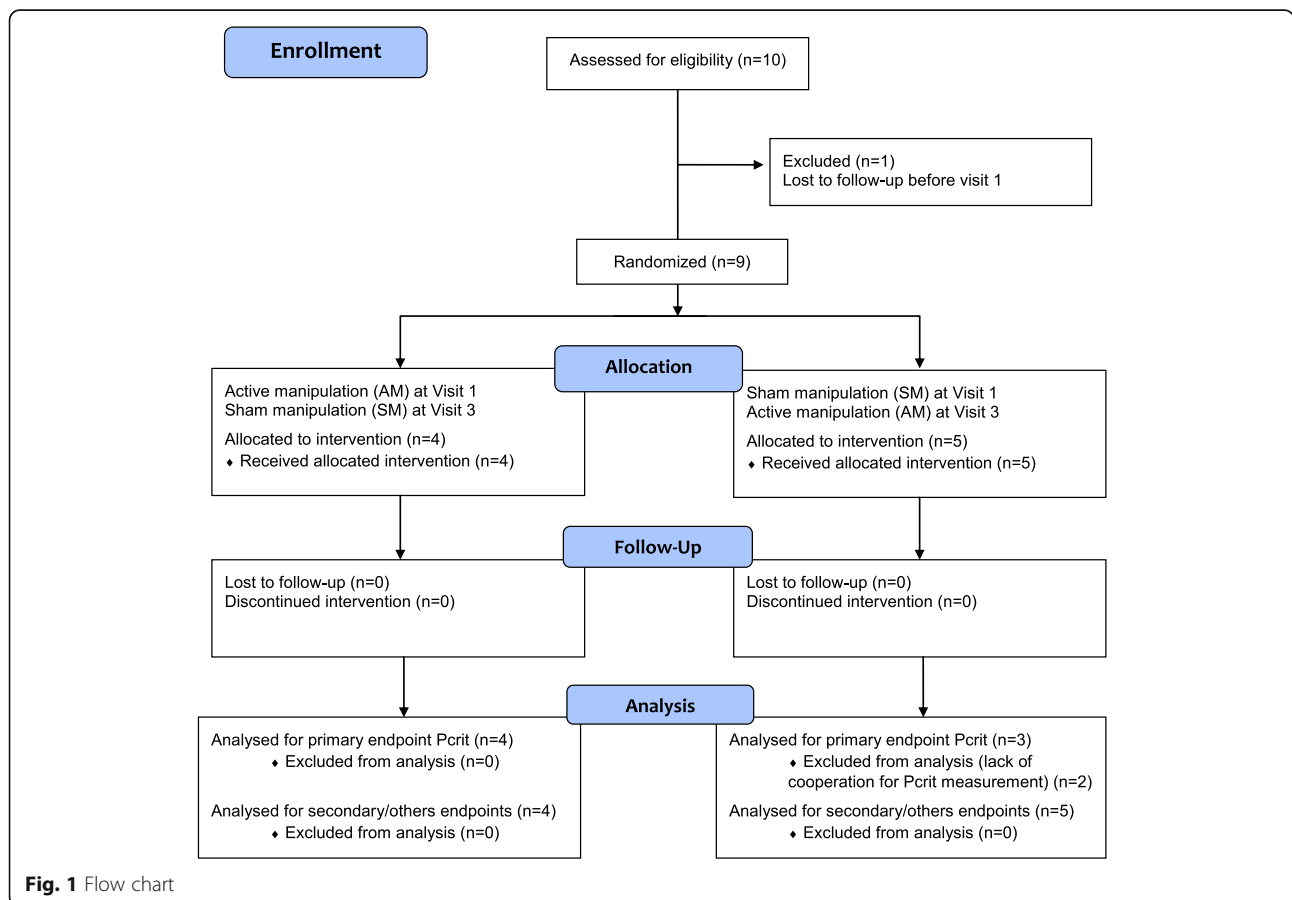 Enrollment
Assessed for eligibility (n=10)
Excluded (n=1)
Lost to follow-up before visit 1
Randomized (n=9)
Allocation
Active manipulation (AM) at Visit 1
Sham manipulation (SM) at Visit 3
Allocated to intervention (n=4)
♦ Received allocated intervention (n=4)
Sham manipulation (SM) at Visit 1
Active manipulation (AM) at Visit 3
Allocated to intervention (n=5)
♦ Received allocated intervention (n=5)
Follow-Up
Lost to follow-up (n=0)
Discontinued intervention (n=0)
Lost to follow-up (n=0)
Discontinued intervention (n=0)
Analysis
Analysed for primary endpoint Pcrit (n=4)
♦ Excluded from analysis (n=0)
Analysed for secondary/others endpoints (n=4)
♦ Excluded from analysis (n=0)
Analysed for primary endpoint Pcrit (n=3)
♦ Excluded from analysis (lack of
cooperation for Pcrit measurement) (n=2)
Analysed for secondary/others endpoints (n=5)
♦ Excluded from analysis (n=0)
Fig. 1 Flow chart